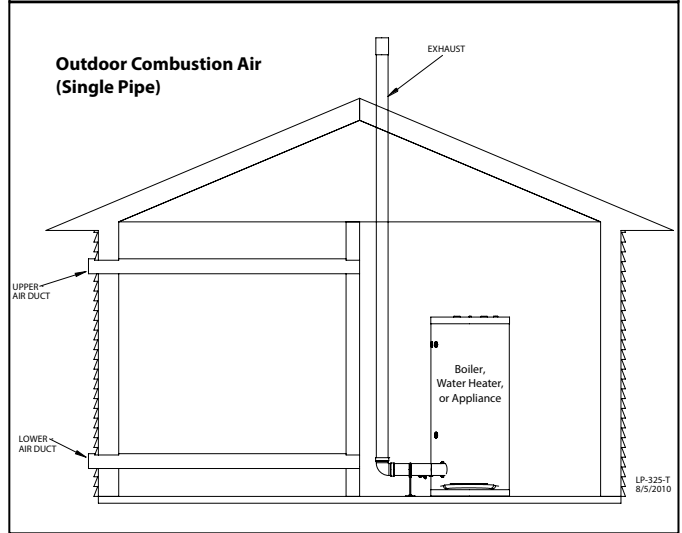 Outdoor Combustion Air
(Single Pipe)
EXHAUST
UPPER
AIR DUCT
Boiler,
Water Heater,
or Appliance
LOWER
AIR DUCT
LP-325-T
8/5/2010